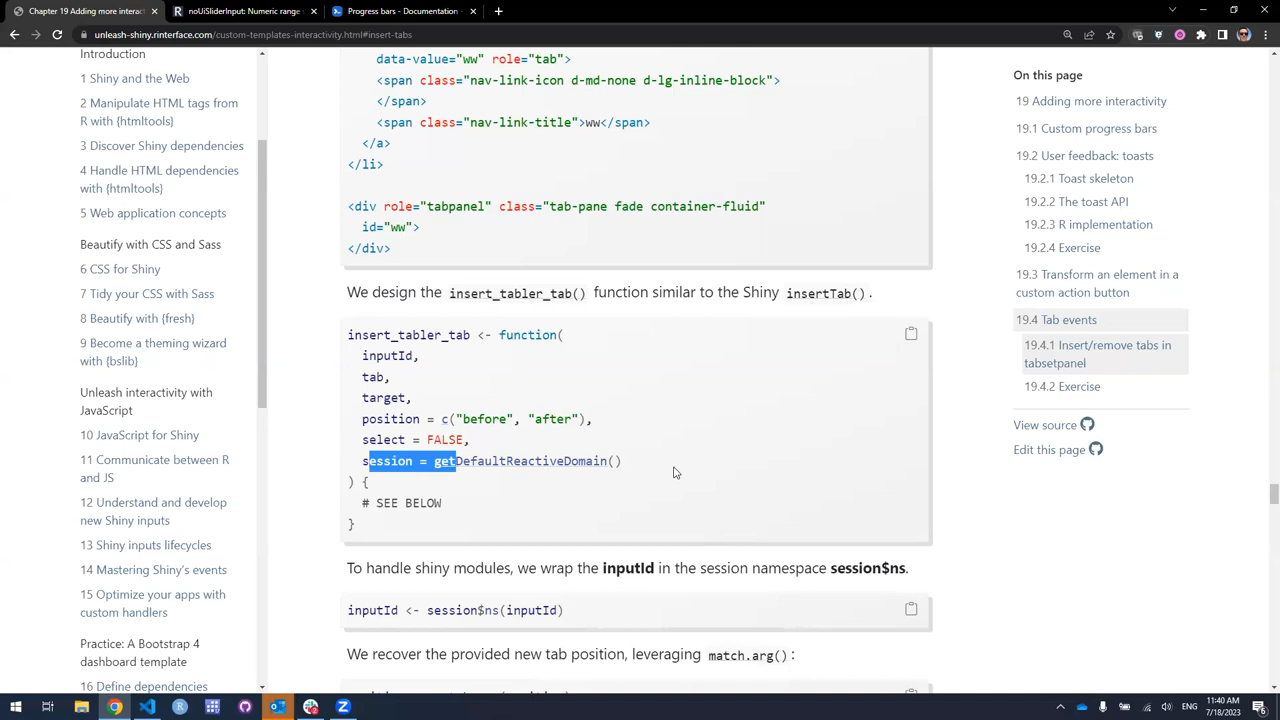 Chapter 19 Adding more interact
noUiSliderInput: Numeric range s
Progress bars - Documentation
unleash-shiny.rinterface.com/custom-templates-interactivity.html#insert-tabs
Introduction
1 Shiny and the Web
2 Manipulate HTML tags from
R with {htmltools}
3 Discover Shiny dependencies
4 Handle HTML dependencies
with {htmltools}
5 Web application concepts
Beautify with CSS and Sass
6 CSS for Shiny
7 Tidy your CSS with Sass
8 Beautify with {fresh}
9 Become a theming wizard
with {bslib}
Unleash interactivity with
JavaScript
10 JavaScript for Shiny
11 Communicate between R
and JS
12 Understand and develop
new Shiny inputs
13 Shiny inputs lifecycles
14 Mastering Shiny's events
15 Optimize your apps with
custom handlers
Practice: A Bootstrap 4
dashboard template
16 Define dependencies
data-value="ww" role="tab">
<span class="nav-link-icon d-md-none d-lg-inline-block">
</span>
<span class="nav-link-title">ww</span>
</a>
</li>
<div role="tabpanel" class="tab-pane fade container-fluid"
id="ww">
</div>
We design the insert_tabler_tab() function similar to the Shiny insertTab().
insert_tabler_tab <- function(
inputId,
tab,
target,
position = c("before", "after"),
select = FALSE,
session = getDefaultReactiveDomain()
) {
# SEE BELOW
}
To handle shiny modules, we wrap the inputId in the session namespace session$ns.
inputId <- session$ns(inputId)
We recover the provided new tab position, leveraging match.arg():
On this page
19 Adding more interactivity
19.1 Custom progress bars
19.2 User feedback: toasts
19.2.1 Toast skeleton
19.2.2 The toast API
19.2.3 R implementation
19.2.4 Exercise
19.3 Transform an element in a
custom action button
19.4 Tab events
19.4.1 Insert/remove tabs in
tabsetpanel
19.4.2 Exercise
View source
Edit this page
11:40 AM
7/18/2023